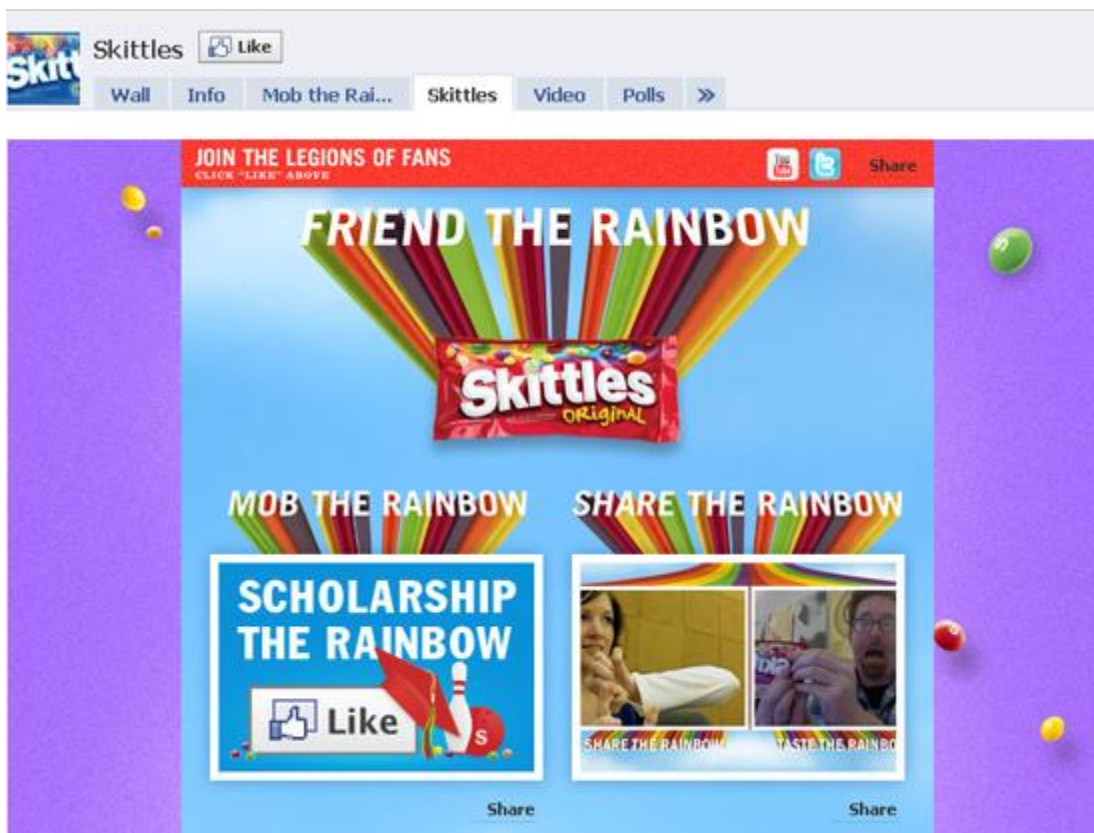 Skittles Like
Wall Info Mob the Rai... Skittles Video Polls »
JOIN THE LEGIONS OF FANS
CLICK "LIKE" ABOVE
You Tube t Share
FRIEND THE RAINBOW
Skittles
ORiginAL
MOB THE RAINBOW
SHARE THE RAINBOW
SCHOLARSHIP
THE RAINBOW
Like
S
SHARE THE RAINBOW TASTE THE RAINBO
Share Share